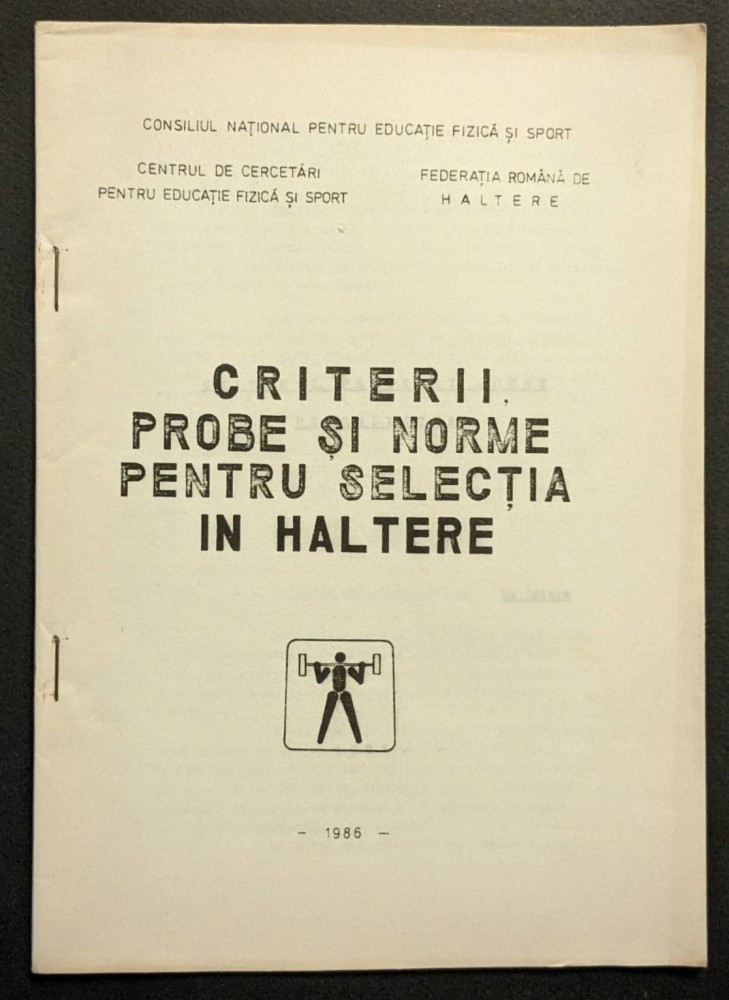 CONSILIUL NAȚIONAL PENTRU EDUCAȚIE FIZICĂ ȘI SPORT
CENTRUL DE CERCETĂRI
PENTRU EDUCAȚIE FIZICĂ ȘI SPORT
FEDERAȚIA ROMÂNĂ DE
HALTERE
CRITERII,
PROBE ȘI NORME
PENTRU SELECȚIA
IN HALTERE
- 1986 -